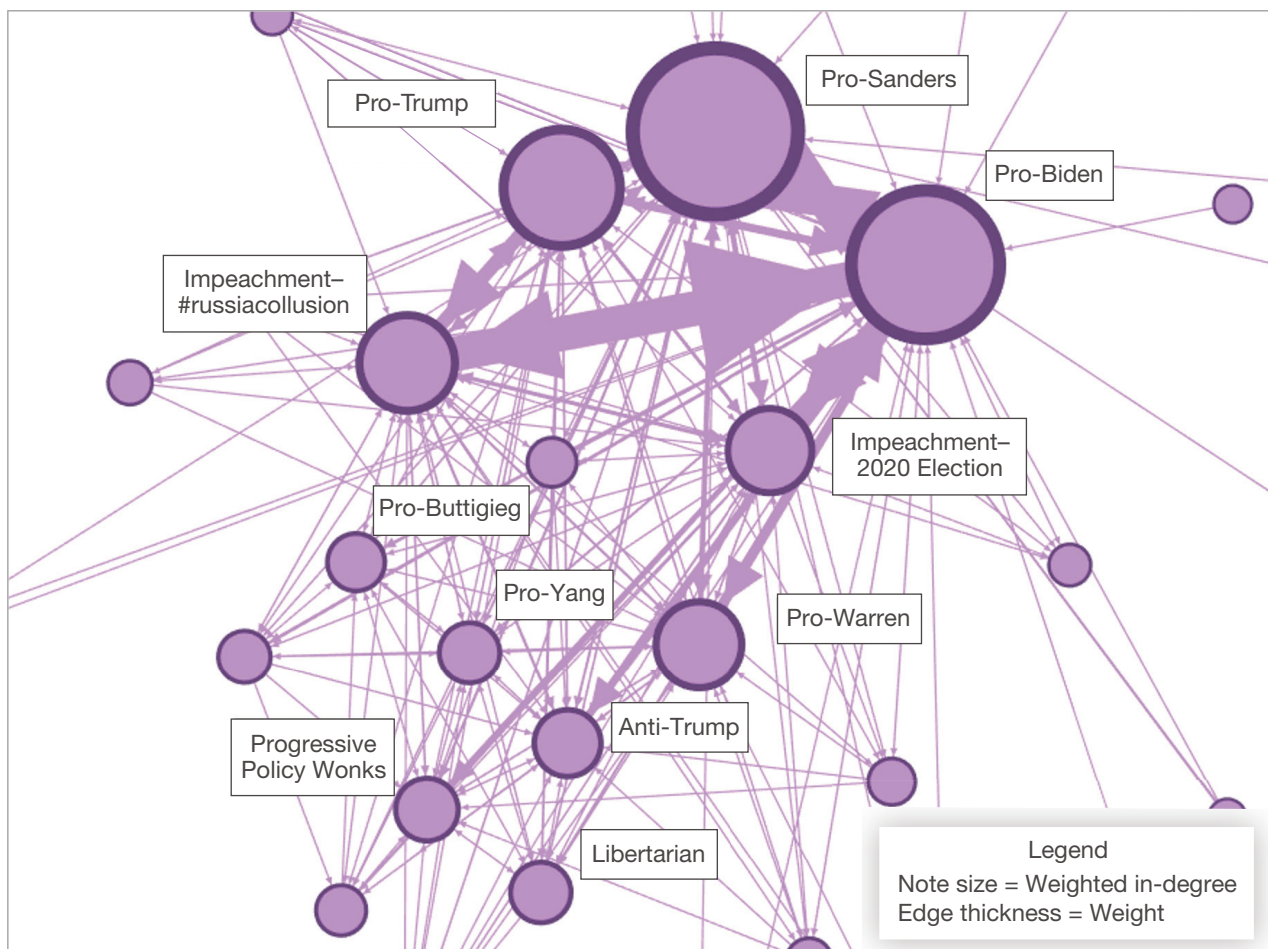 Pro-Sanders
Pro-Trump
Pro-Biden
Impeachment–
#russiacollusion
Impeachment–
2020 Election
Pro-Buttigieg
Pro-Yang
Pro-Warren
Anti-Trump
Progressive
Policy Wonks
Libertarian
Legend
Note size = Weighted in-degree
Edge thickness = Weight